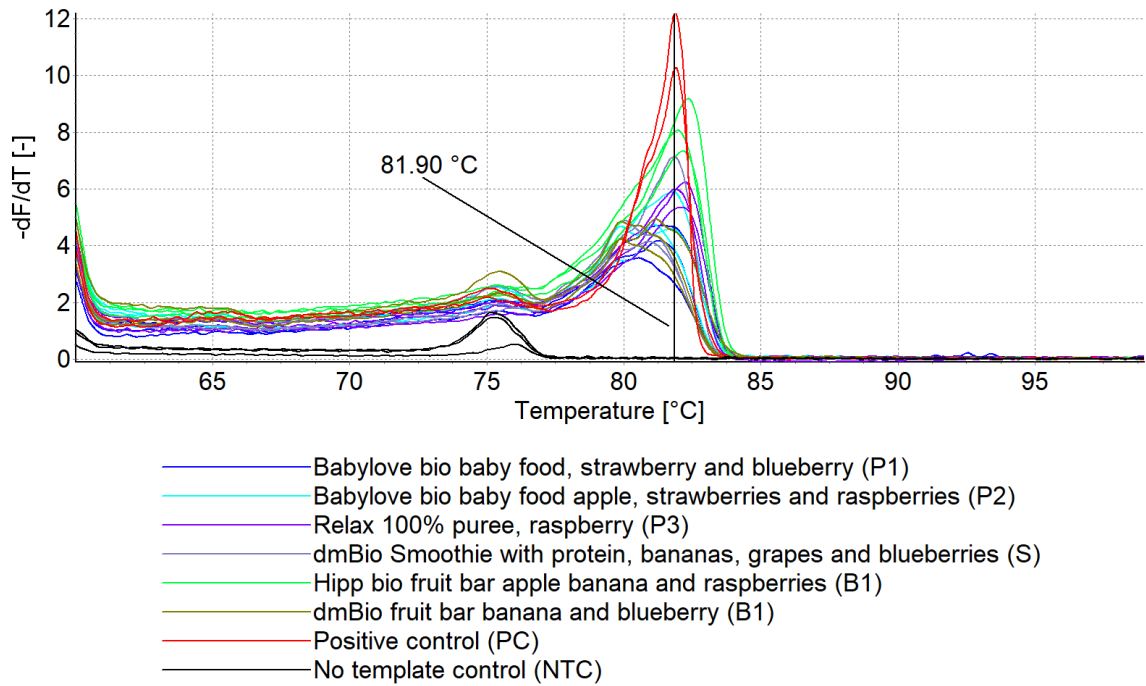 12
10
8
6
4
2
0
-dF/dT [-]
81.90 °C
65 70 75 80 85 90 95
Temperature [°C]
Babylove bio baby food, strawberry and blueberry (P1)
Babylove bio baby food apple, strawberries and raspberries (P2)
Relax 100% puree, raspberry (P3)
dmBio Smoothie with protein, bananas, grapes and blueberries (S)
Hipp bio fruit bar apple banana and raspberries (B1)
dmBio fruit bar banana and blueberry (B1)
Positive control (PC)
No template control (NTC)